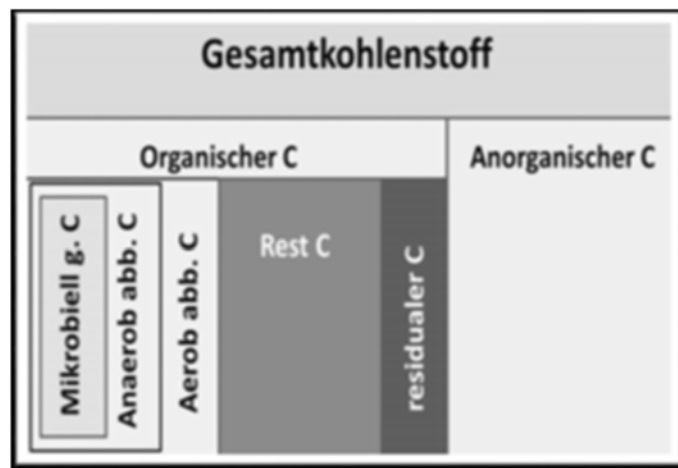 Gesamtkohlenstoff
Organischer C
Anorganischer C
Mikrobiell g. C
Anaerob abb. C
Aerob abb. C
Rest C
residualer C